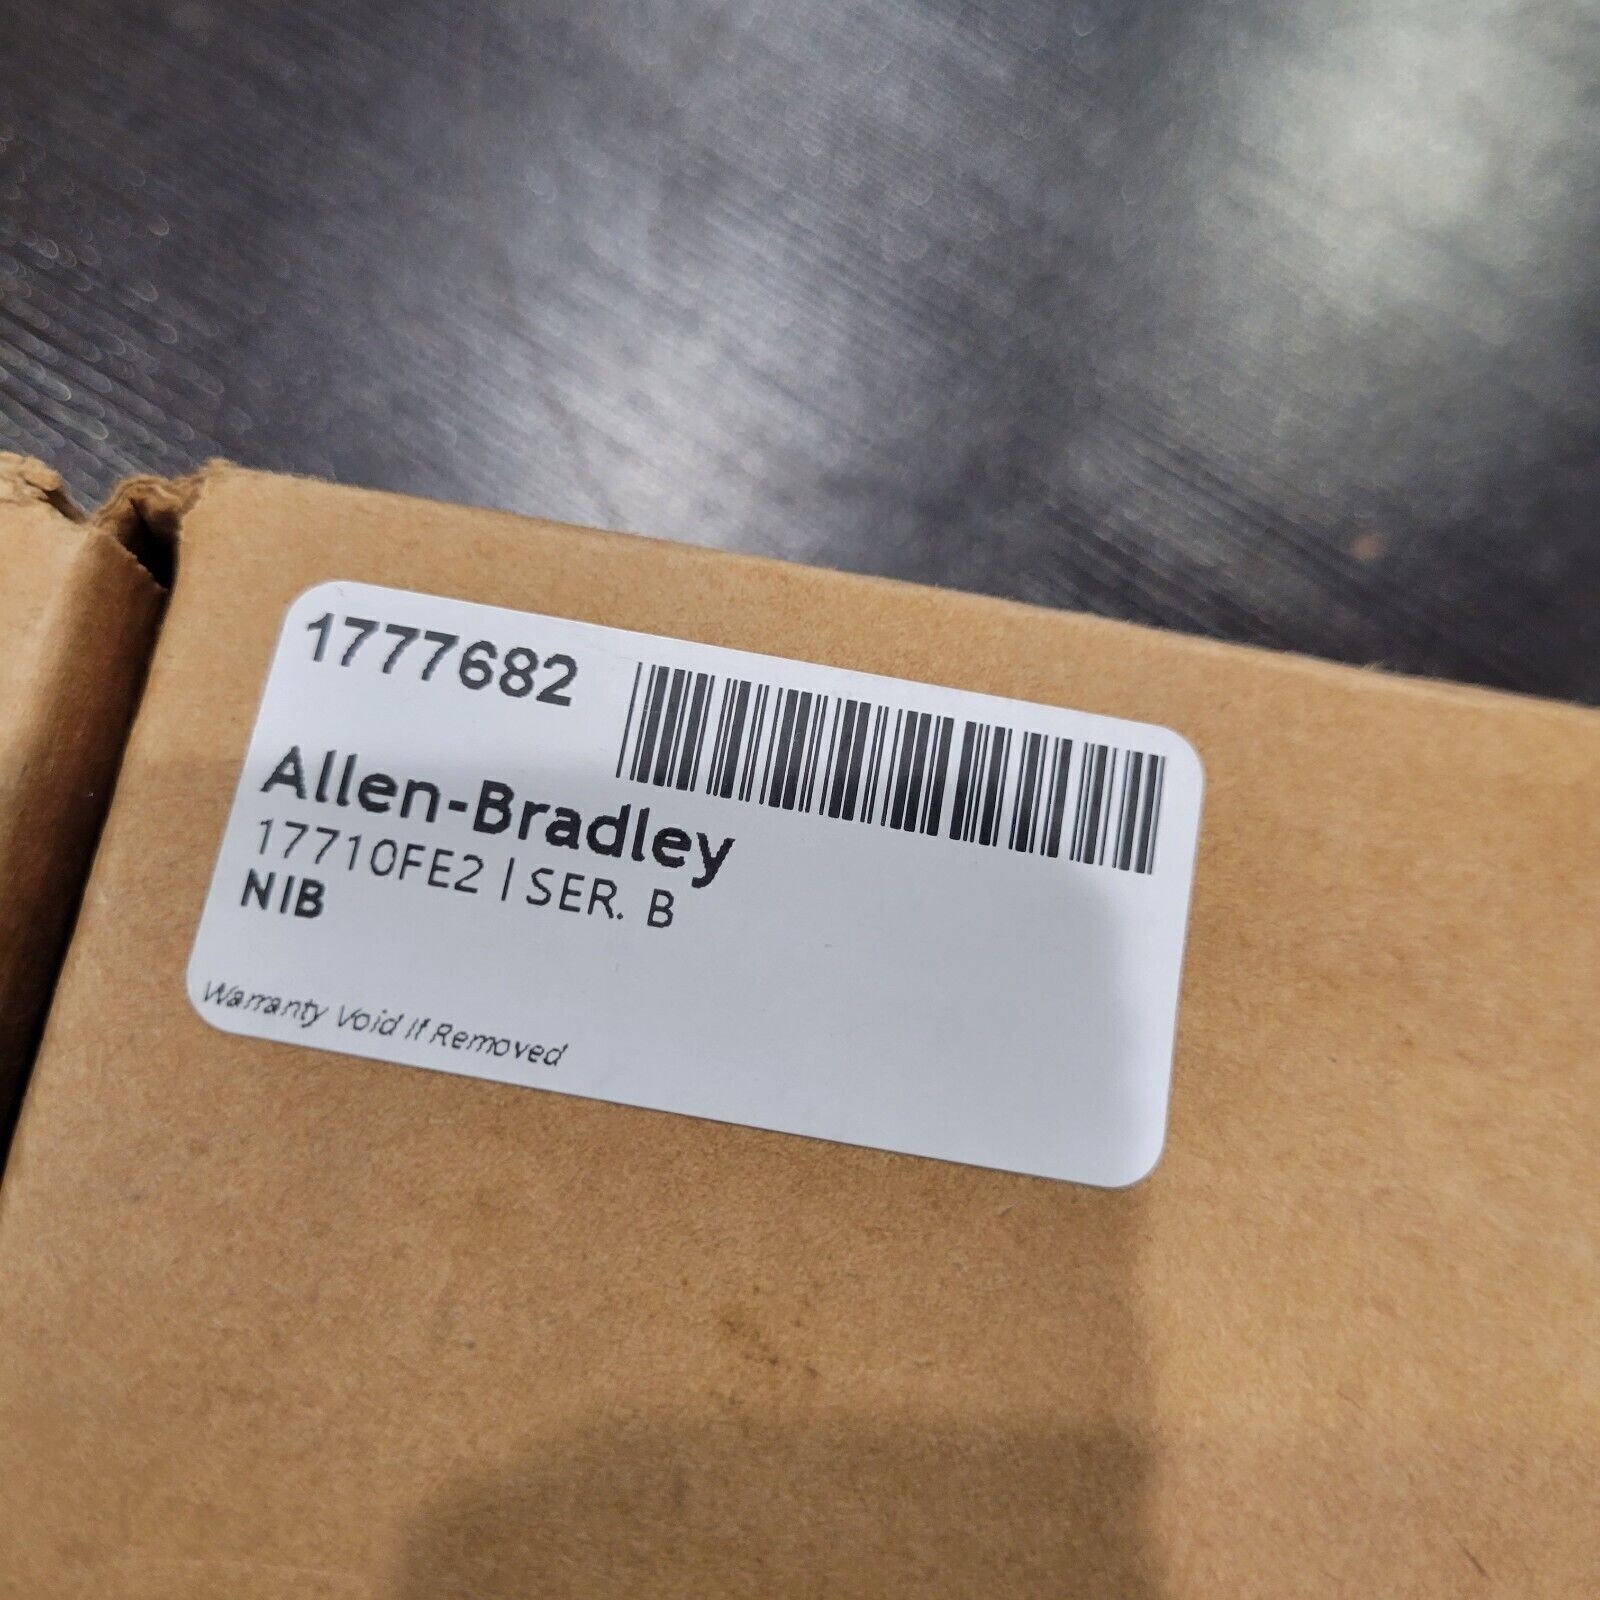 1777682
Allen-Bradley
17710FE2 | SER. B
NIB
Warranty Void If Removed